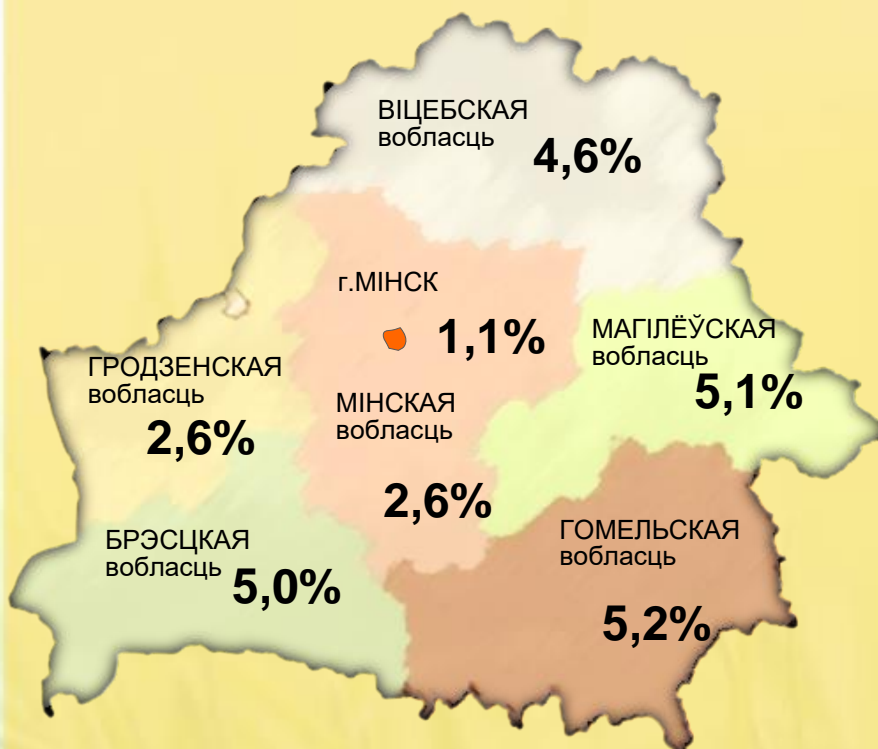 ВІЦЕБСКАЯ
вобласць
4,6%
г.МІНСК
1,1%
МАГІЛЁЎСКАЯ
вобласць
5,1%
ГРОДЗЕНСКАЯ
вобласць
2,6%
МІНСКАЯ
вобласць
2,6%
БРЭСЦКАЯ
вобласць
5,0%
ГОМЕЛЬСКАЯ
вобласць
5,2%